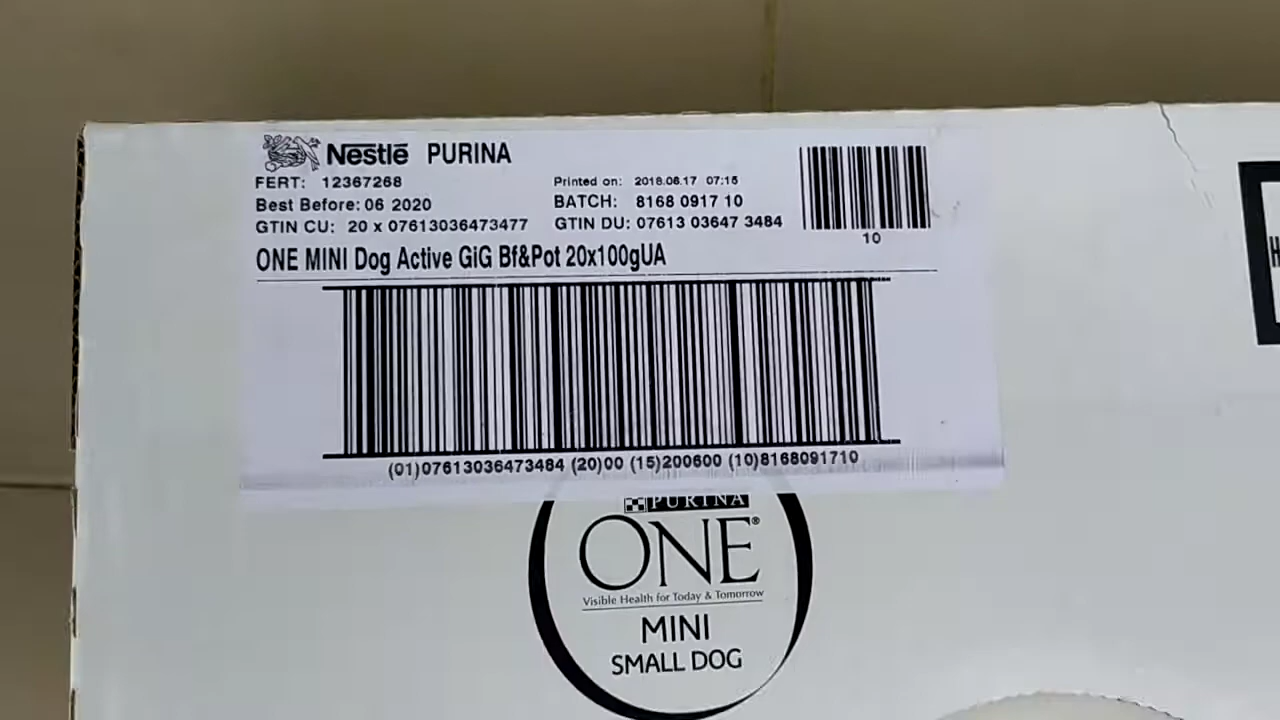 Nestlé PURINA
FERT: 12367268
Printed on: 2018.06.17 07:15
Best Before: 06 2020
BATCH: 8168 0917 10
GTIN CU: 20 x 07613036473477
GTIN DU: 07613 03647 3484
10
ONE MINI Dog Active GiG Bf&Pot 20x100gUA
(01)07613036473484 (20)00 (15)200600 (10)8168091710
PURINA
ONE®
Visible Health for Today & Tomorrow
MINI
SMALL DOG